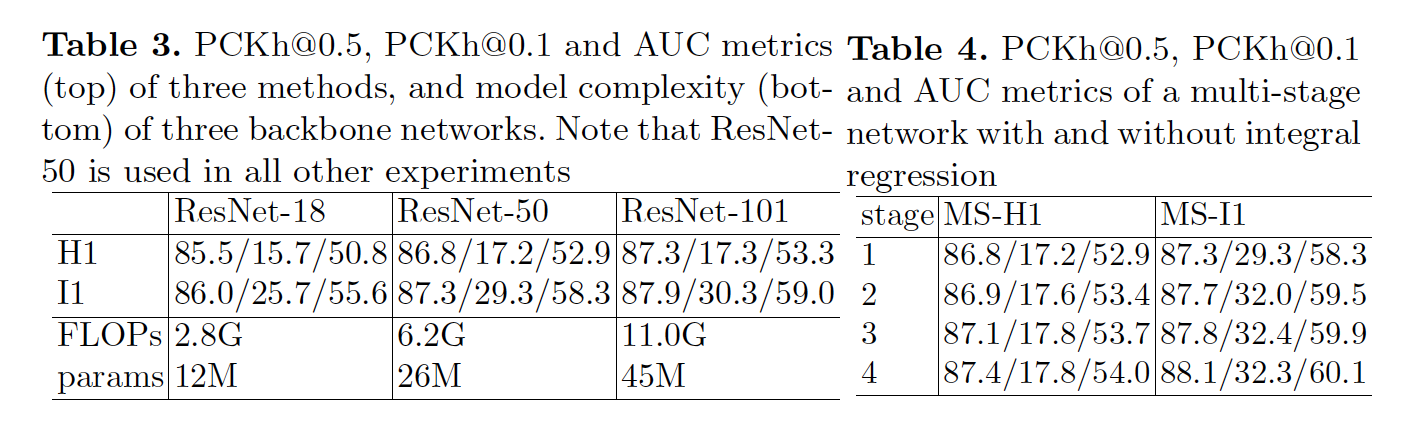 Table 3. PCKh@0.5, PCKh@0.1 and AUC metrics
(top) of three methods, and model complexity (bot-
tom) of three backbone networks. Note that ResNet-
50 is used in all other experiments
ResNet-18 ResNet-50 ResNet-101
H1 85.5/15.7/50.8 86.8/17.2/52.9 87.3/17.3/53.3
I1 86.0/25.7/55.6 87.3/29.3/58.3 87.9/30.3/59.0
FLOPs 2.8G 6.2G 11.0G
params 12M 26M 45M
Table 4. PCKh@0.5, PCKh@0.1
and AUC metrics of a multi-stage
network with and without integral
regression
stage MS-H1 MS-I1
1 86.8/17.2/52.9 87.3/29.3/58.3
2 86.9/17.6/53.4 87.7/32.0/59.5
3 87.1/17.8/53.7 87.8/32.4/59.9
4 87.4/17.8/54.0 88.1/32.3/60.1